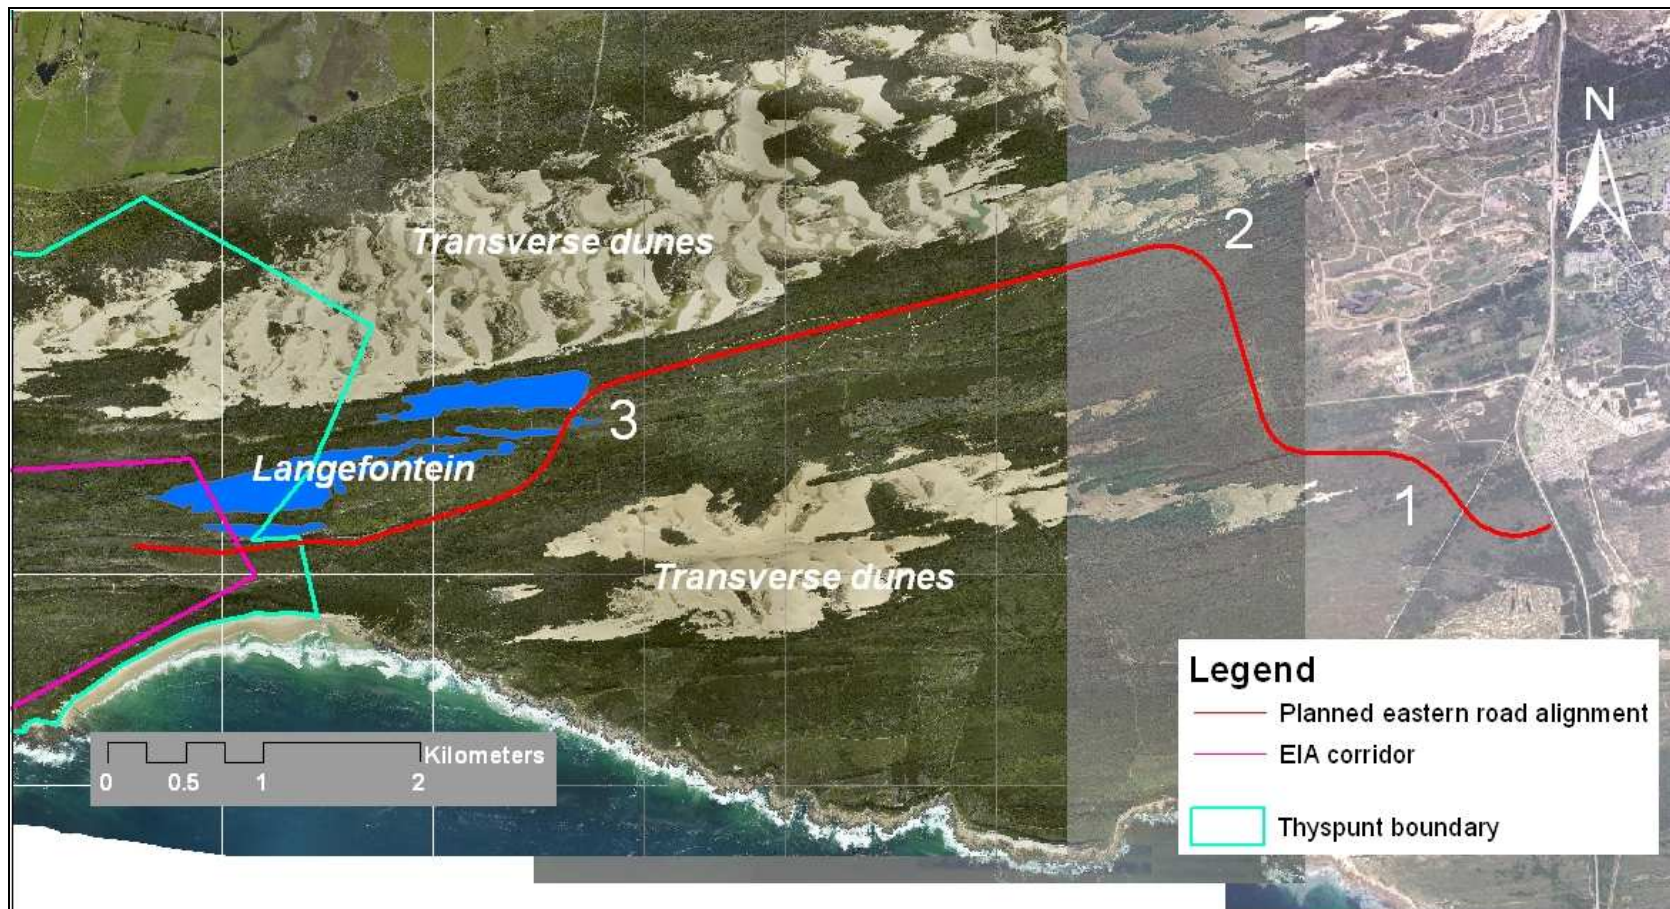 N
2
Transverse dunes
3
Langefontein
1
Transverse dunes
Legend
Planned eastern road alignment
EIA corridor
Thyspunt boundary
Kilometers
0 0.5 1 2